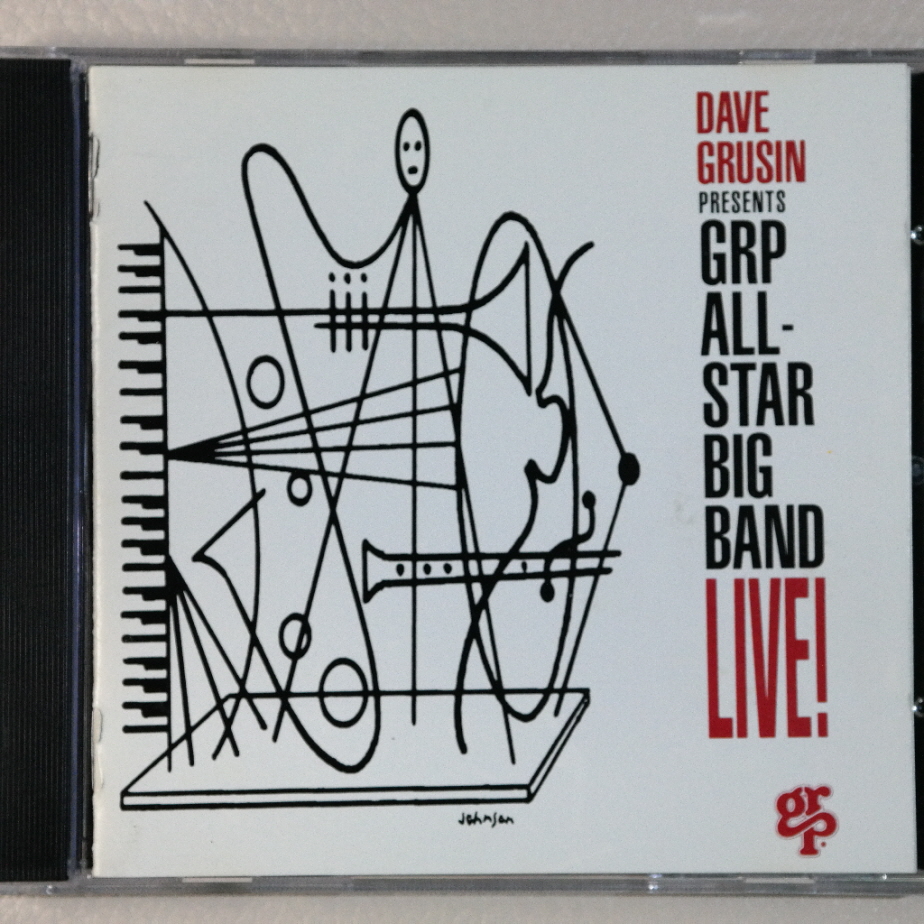 DAVE
GRUSIN
PRESENTS
GRP
ALL-
STAR
BIG
BAND
LIVE!
Johnson
grp